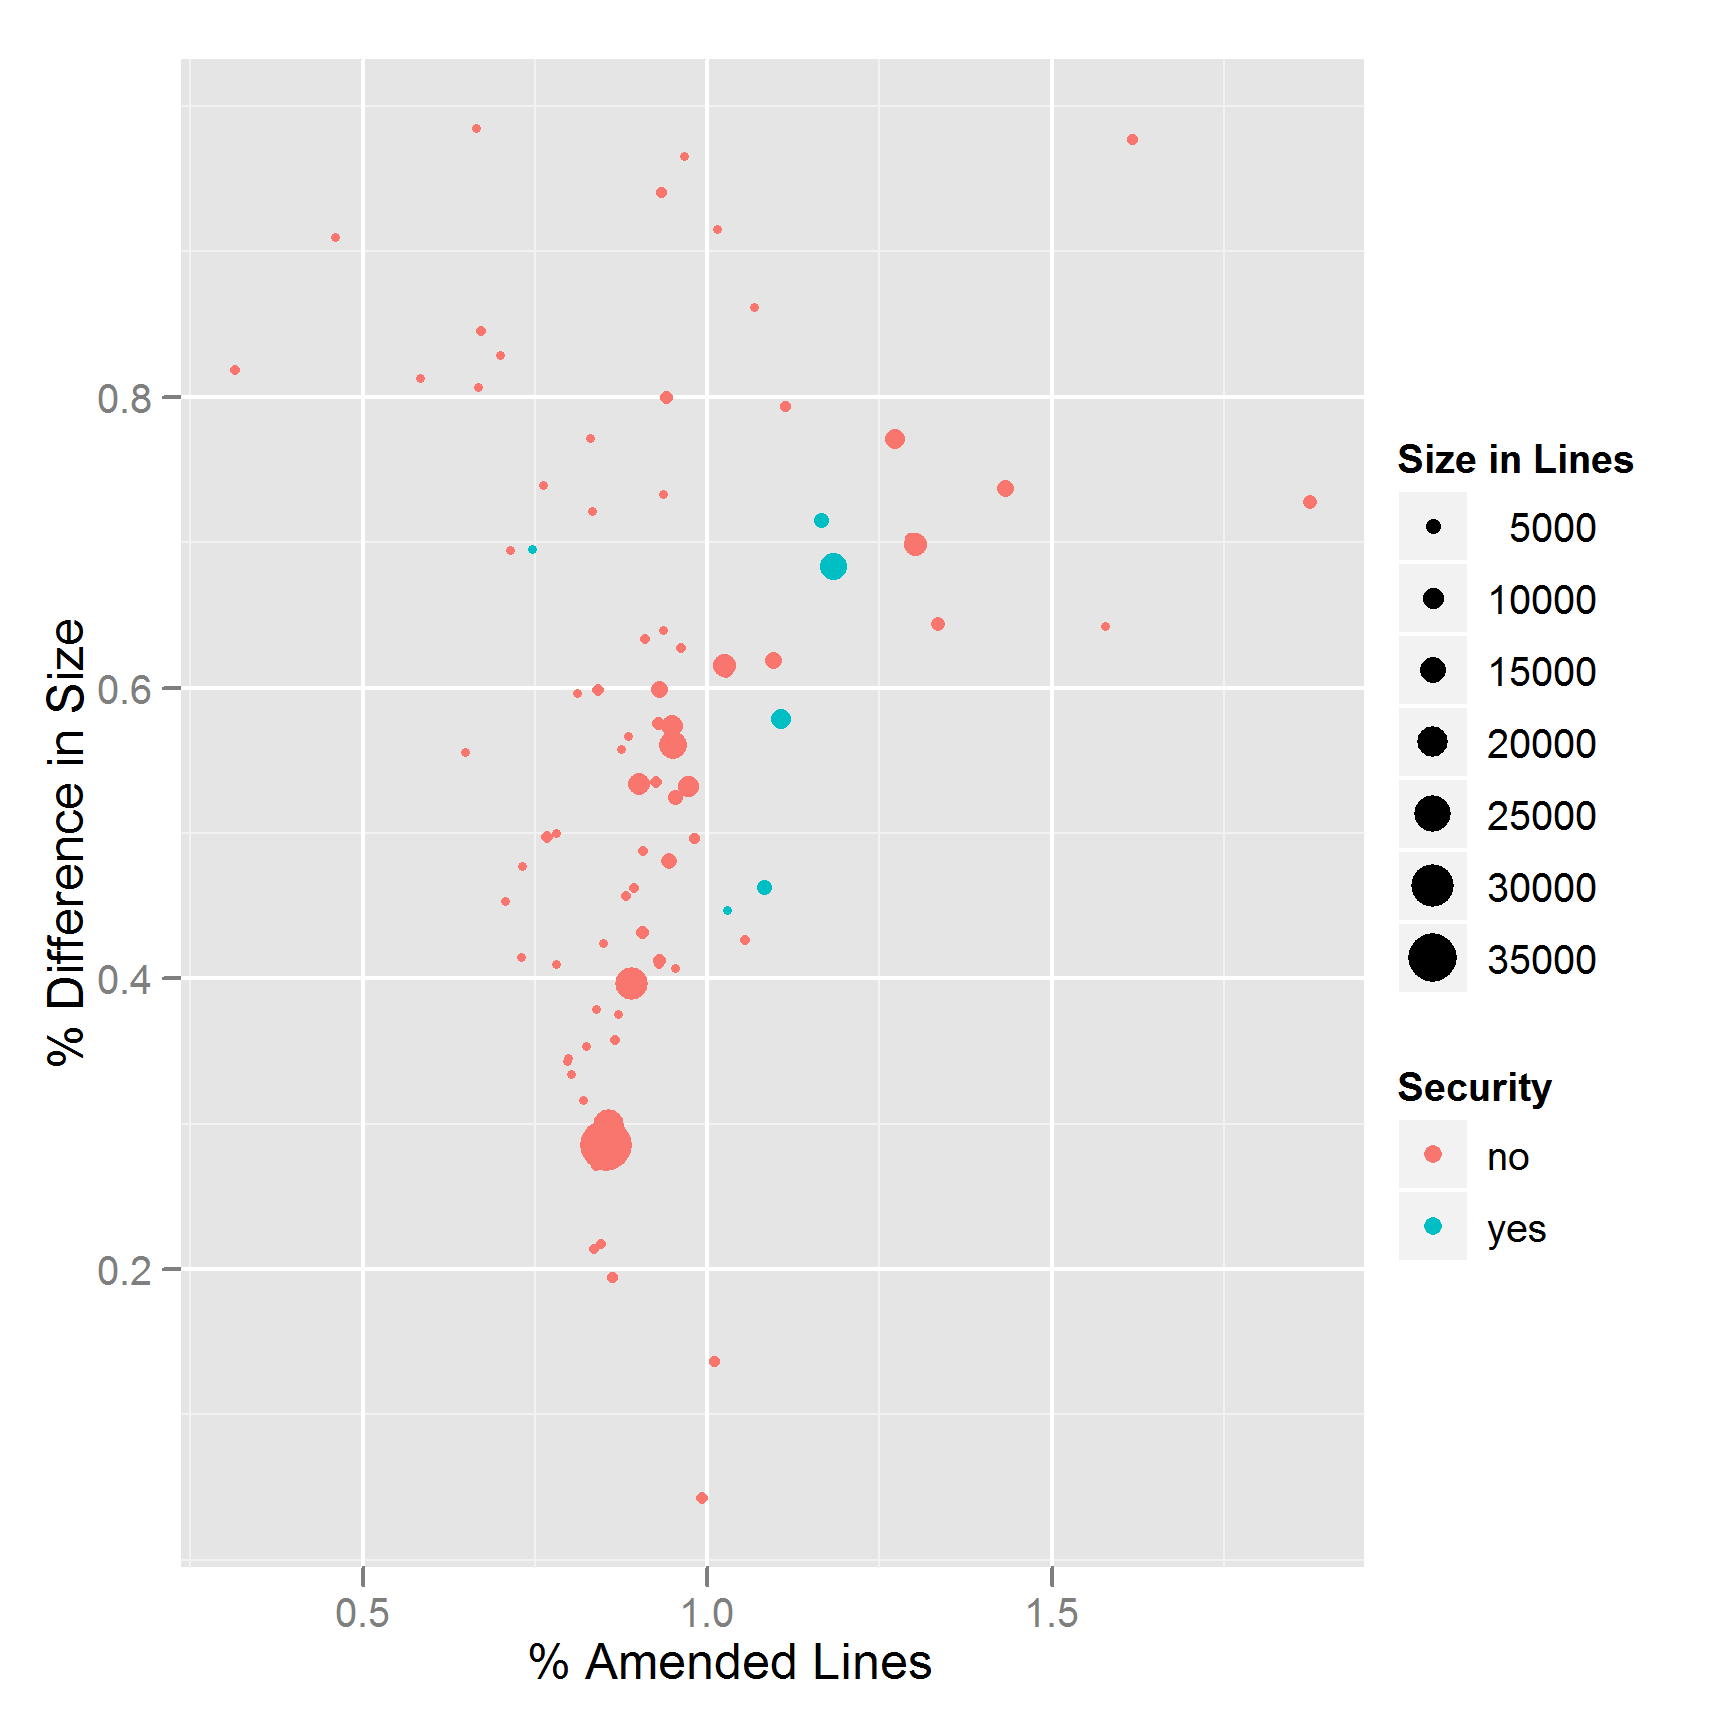 % Difference in Size
0.8
0.6
0.4
0.2
0.5 1.0 1.5
% Amended Lines
Size in Lines
5000
10000
15000
20000
25000
30000
35000
Security
no
yes